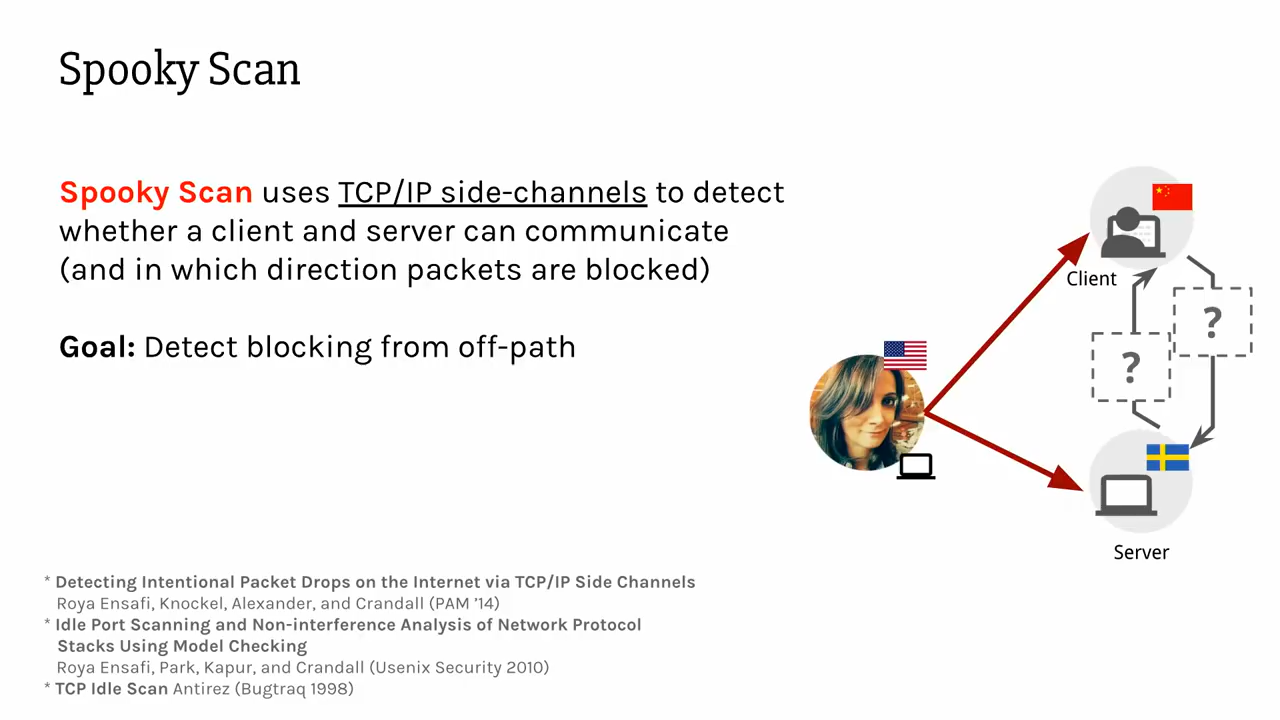 Spooky Scan
Spooky Scan uses TCP/IP side-channels to detect
whether a client and server can communicate
(and in which direction packets are blocked)
Goal: Detect blocking from off-path
Client
?
?
Server
* Detecting Intentional Packet Drops on the Internet via TCP/IP Side Channels
Roya Ensafi, Knockel, Alexander, and Crandall (PAM ’14)
* Idle Port Scanning and Non-interference Analysis of Network Protocol
Stacks Using Model Checking
Roya Ensafi, Park, Kapur, and Crandall (Usenix Security 2010)
* TCP Idle Scan Antirez (Bugtraq 1998)